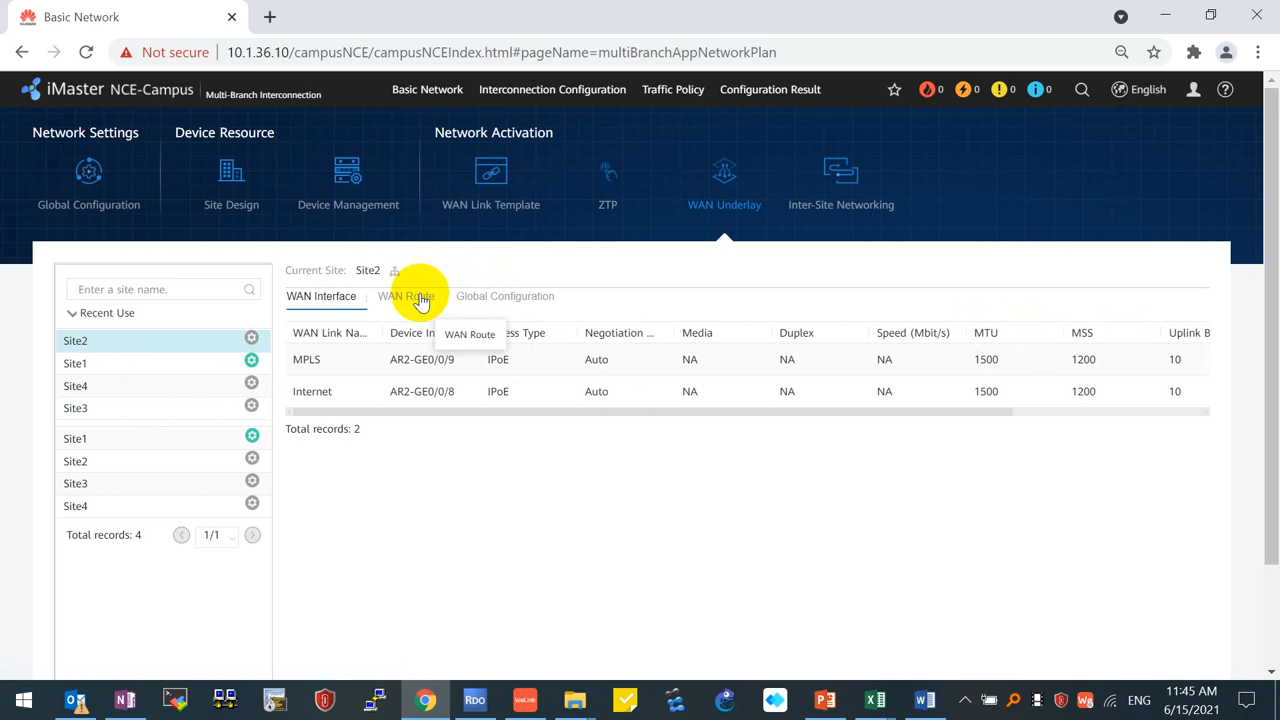 Basic Network
Not secure 10.1.36.10/campusNCE/campusNCEIndex.html#pageName=multiBranchAppNetworkPlan
HUAWEI
iMaster NCE-Campus Multi-Branch Interconnection Basic Network Interconnection Configuration Traffic Policy Configuration Result 0 0 0 0 English
Network Settings Device Resource Network Activation
Global Configuration Site Design Device Management WAN Link Template ZTP WAN Underlay Inter-Site Networking
Enter a site name.
Recent Use
Site2
Site1
Site4
Site3
Site1
Site2
Site3
Site4
Total records: 4 1/1
Current Site: Site2
WAN Interface WAN Route Global Configuration
WAN Route
WAN Link Na... Device In Type Negotiation ... Media Duplex Speed (Mbit/s) MTU MSS Uplink B
MPLS AR2-GE0/0/9 IPoE Auto NA NA NA 1500 1200 10
Internet AR2-GE0/0/8 IPoE Auto NA NA NA 1500 1200 10
Total records: 2
RDO WeLink ENG
11:45 AM
6/15/2021